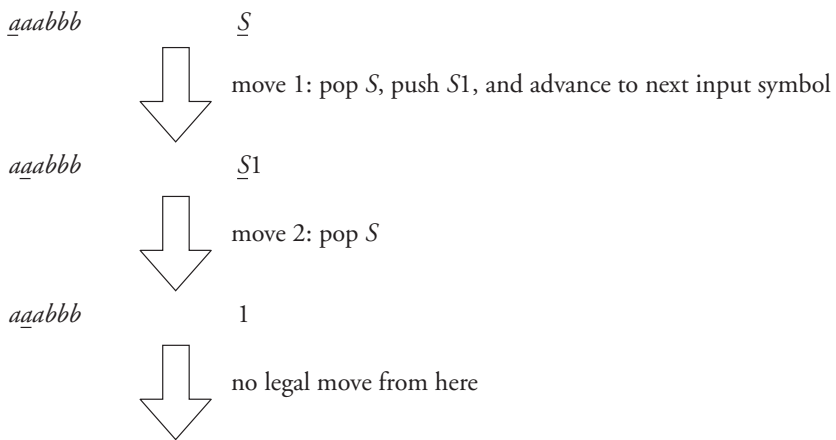 aaabbb S
move 1: pop S, push S1, and advance to next input symbol
aaabbb S1
move 2: pop S
aaabbb 1
no legal move from here